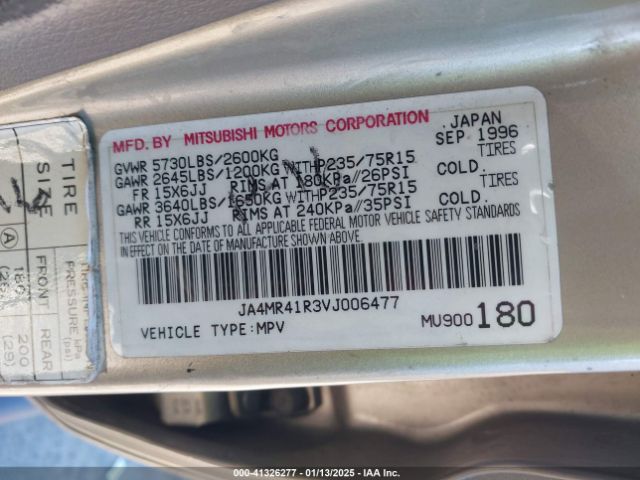 MFD. BY MITSUBISHI MOTORS CORPORATION JAPAN
SEP 1996
GVWR 5730LBS/2600KG
GAWR 2645LBS/1200KG WITH P235/75R15 TIRES
FR 15X6JJ RIMS AT 180KPa//26PSI COLD.
GAWR 3640LBS/1650KG WITH P235/75R15 TIRES
RR 15X6JJ RIMS AT 240KPa//35PSI COLD.
THIS VEHICLE CONFORMS TO ALL APPLICABLE FEDERAL MOTOR VEHICLE SAFETY STANDARDS
IN EFFECT ON THE DATE OF MANUFACTURE SHOWN ABOVE.
JA4MR41R3VJ006477
VEHICLE TYPE:MPV MV900 180
TIRE
SIZE
A
FRONT
REAR
200
(29)
000-41326277 - 01/13/2025 - IAA Inc.